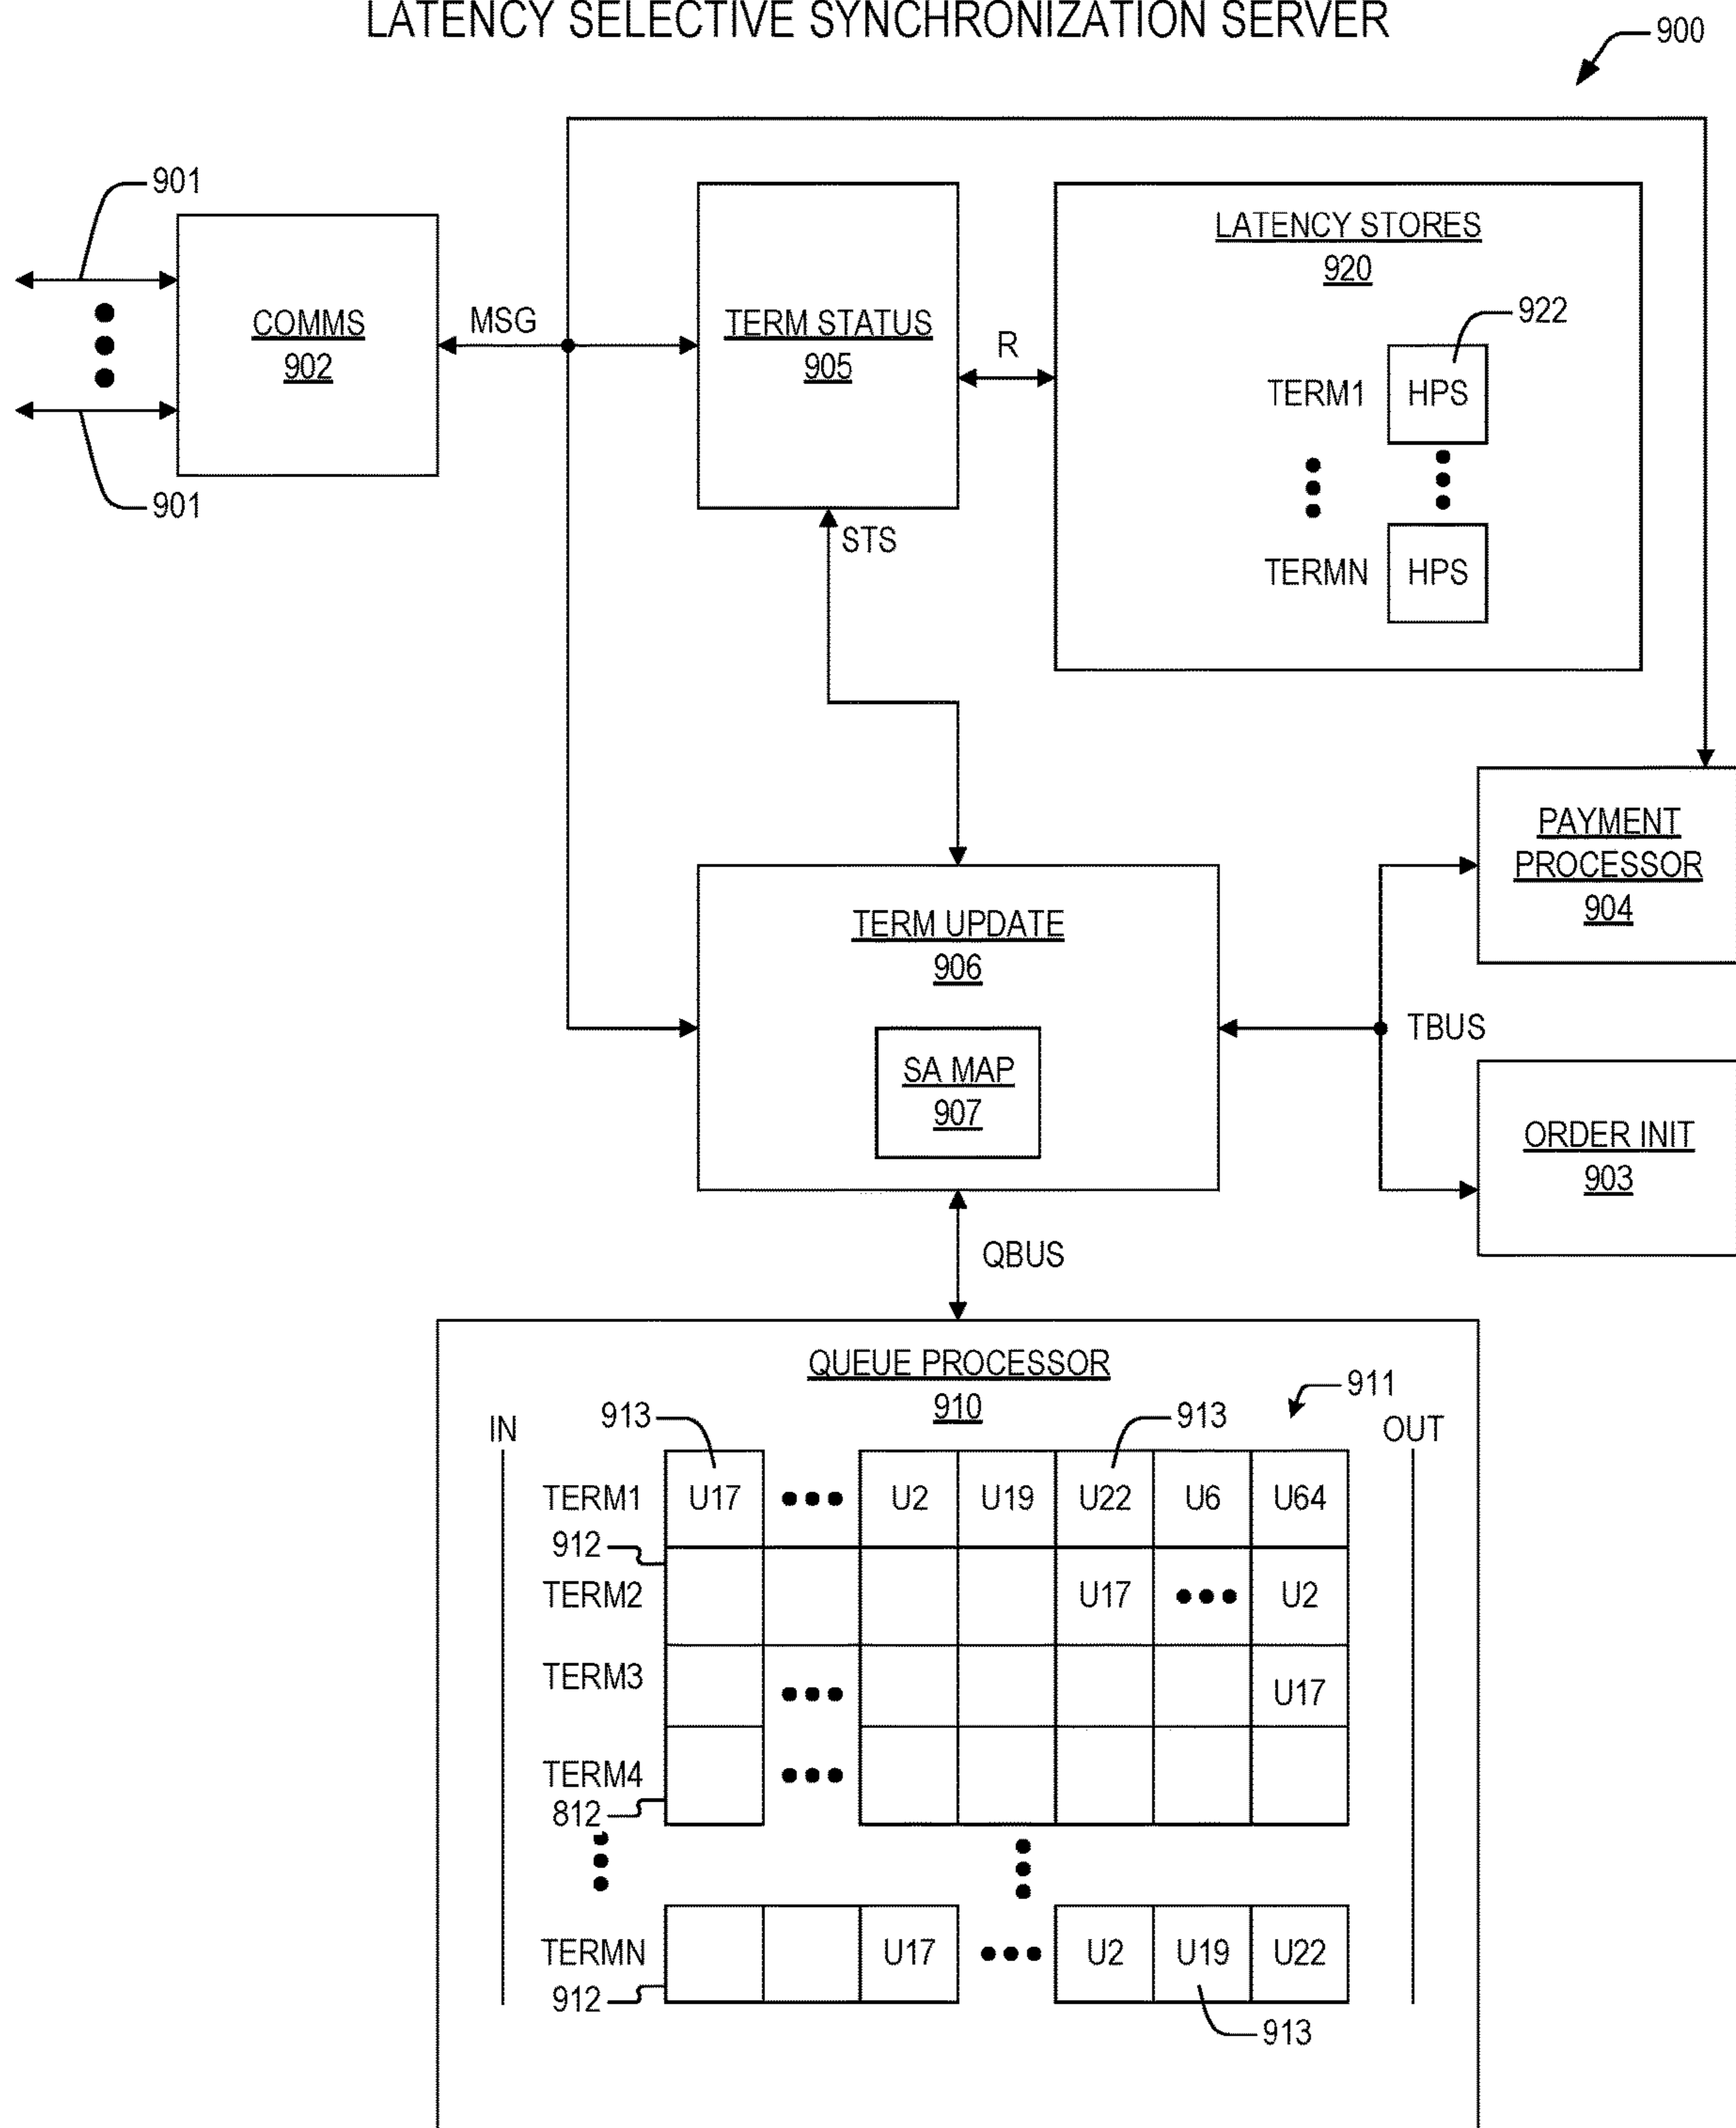 LATENCY SELECTIVE SYNCHRONIZATION SERVER
900
901
COMMS
902
901
MSG
TERM STATUS
905
R
LATENCY STORES
920
922
TERM1 HPS
TERMN HPS
STS
PAYMENT
PROCESSOR
904
TERM UPDATE
906
SA MAP
907
TBUS
ORDER INIT
903
QBUS
QUEUE PROCESSOR
910
911
913
913
IN
OUT
TERM1 U17 U2 U19 U22 U6 U64
912
TERM2 U17 U2
TERM3 U17
TERM4
812
TERMN U17 U2 U19 U22
912
913